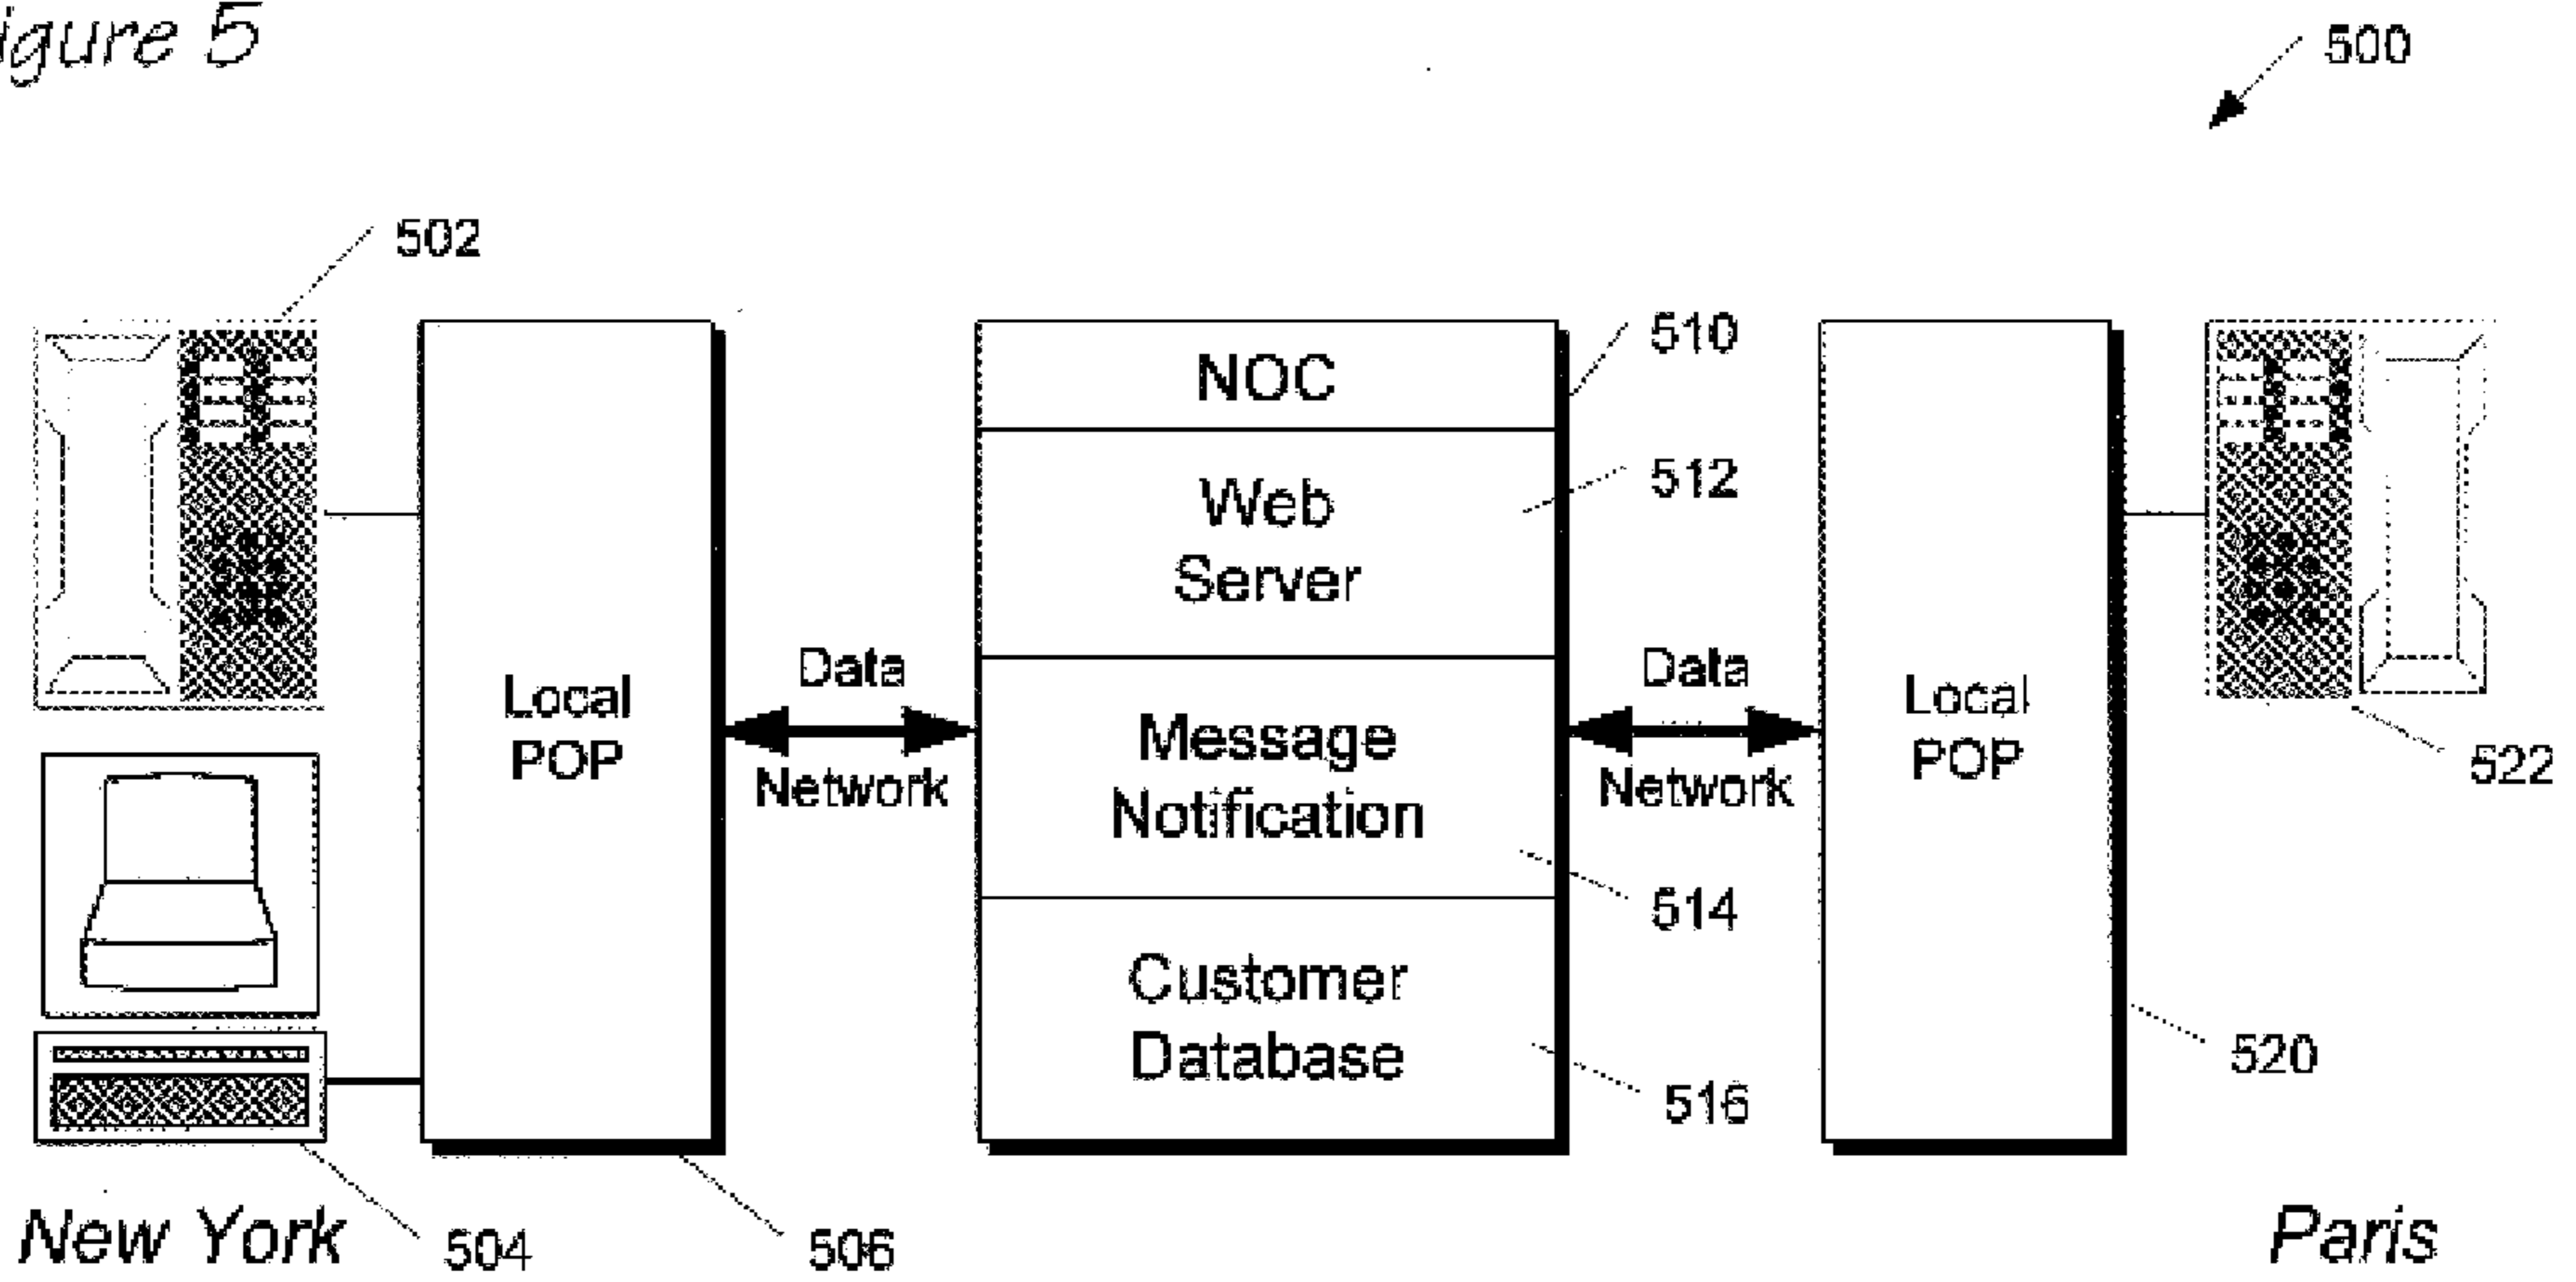 igure 5
500
502
510
NOC
512
Web
Server
Data
Network
Local
POP
Message
Notification
Data
Network
Local
POP
522
514
Customer
Database
516
520
New York
504
506
Paris